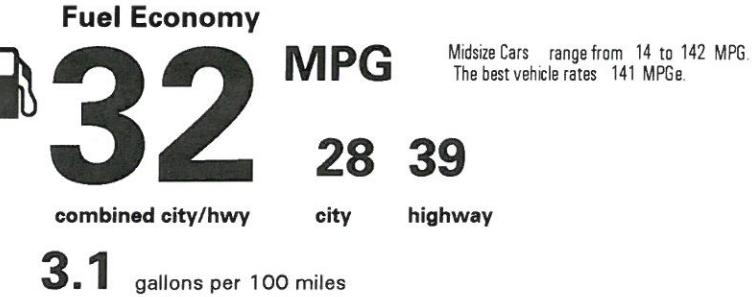 Fuel Economy
32 MPG
Midsize Cars range from 14 to 142 MPG.
The best vehicle rates 141 MPGe.
28 39
combined city/hwy city highway
3.1 gallons per 100 miles